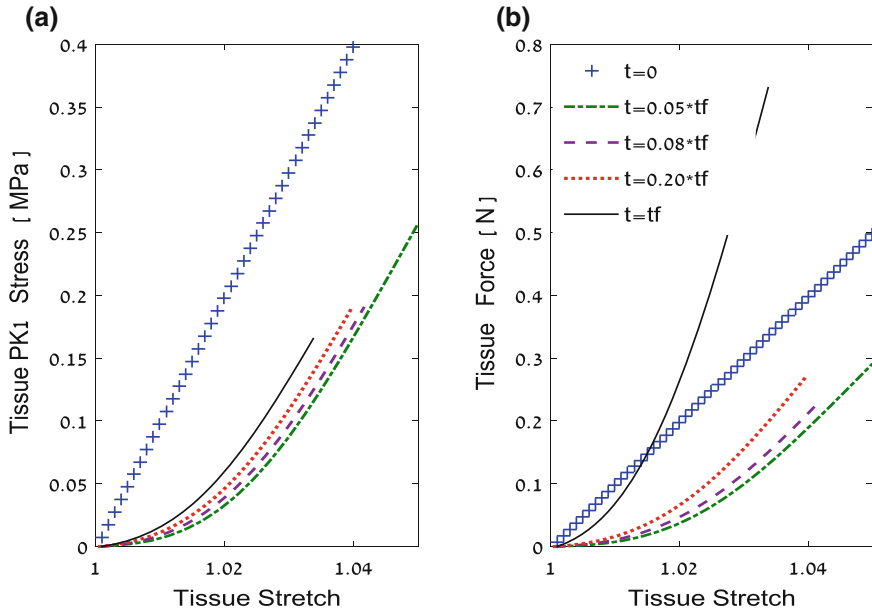 (a)
Tissue PK1 Stress [MPa]
0.4
0.35
0.3
0.25
0.2
0.15
0.1
0.05
0
1
1.02
1.04
Tissue Stretch
(b)
Tissue Force [N]
0.8
0.7
0.6
0.5
0.4
0.3
0.2
0.1
0
t=0
t=0.05*tf
t=0.08*tf
t=0.20*tf
t=tf
1
1.02
1.04
Tissue Stretch